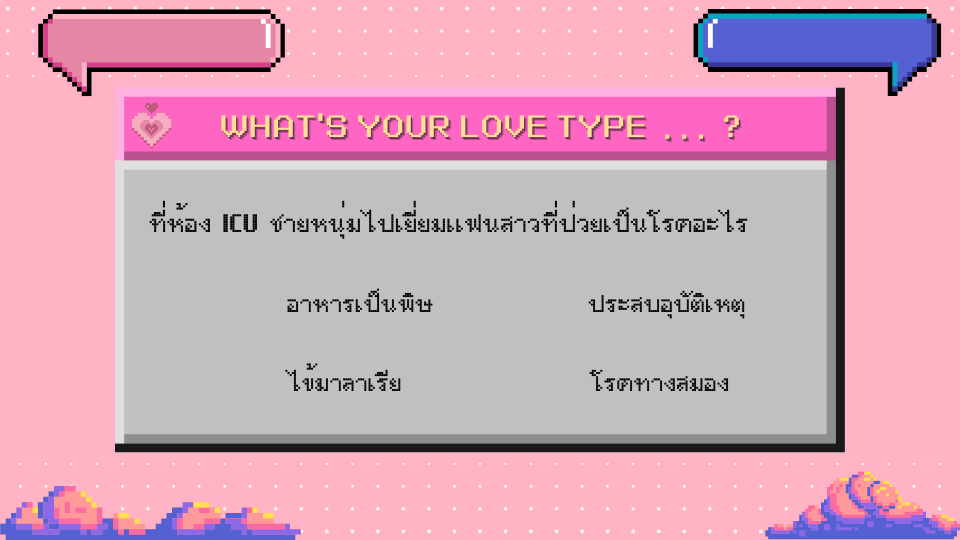 WHAT'S YOUR LOVE TYPE ... ?
ที่ห้อง ICU ชายหนุ่มไปเยี่ยมแฟนสาวที่ป่วยเป็นโรคอะไร
อาหารเป็นพิษ
ประสบอุบัติเหตุ
ไข้มาลาเรีย
โรคทางสมอง